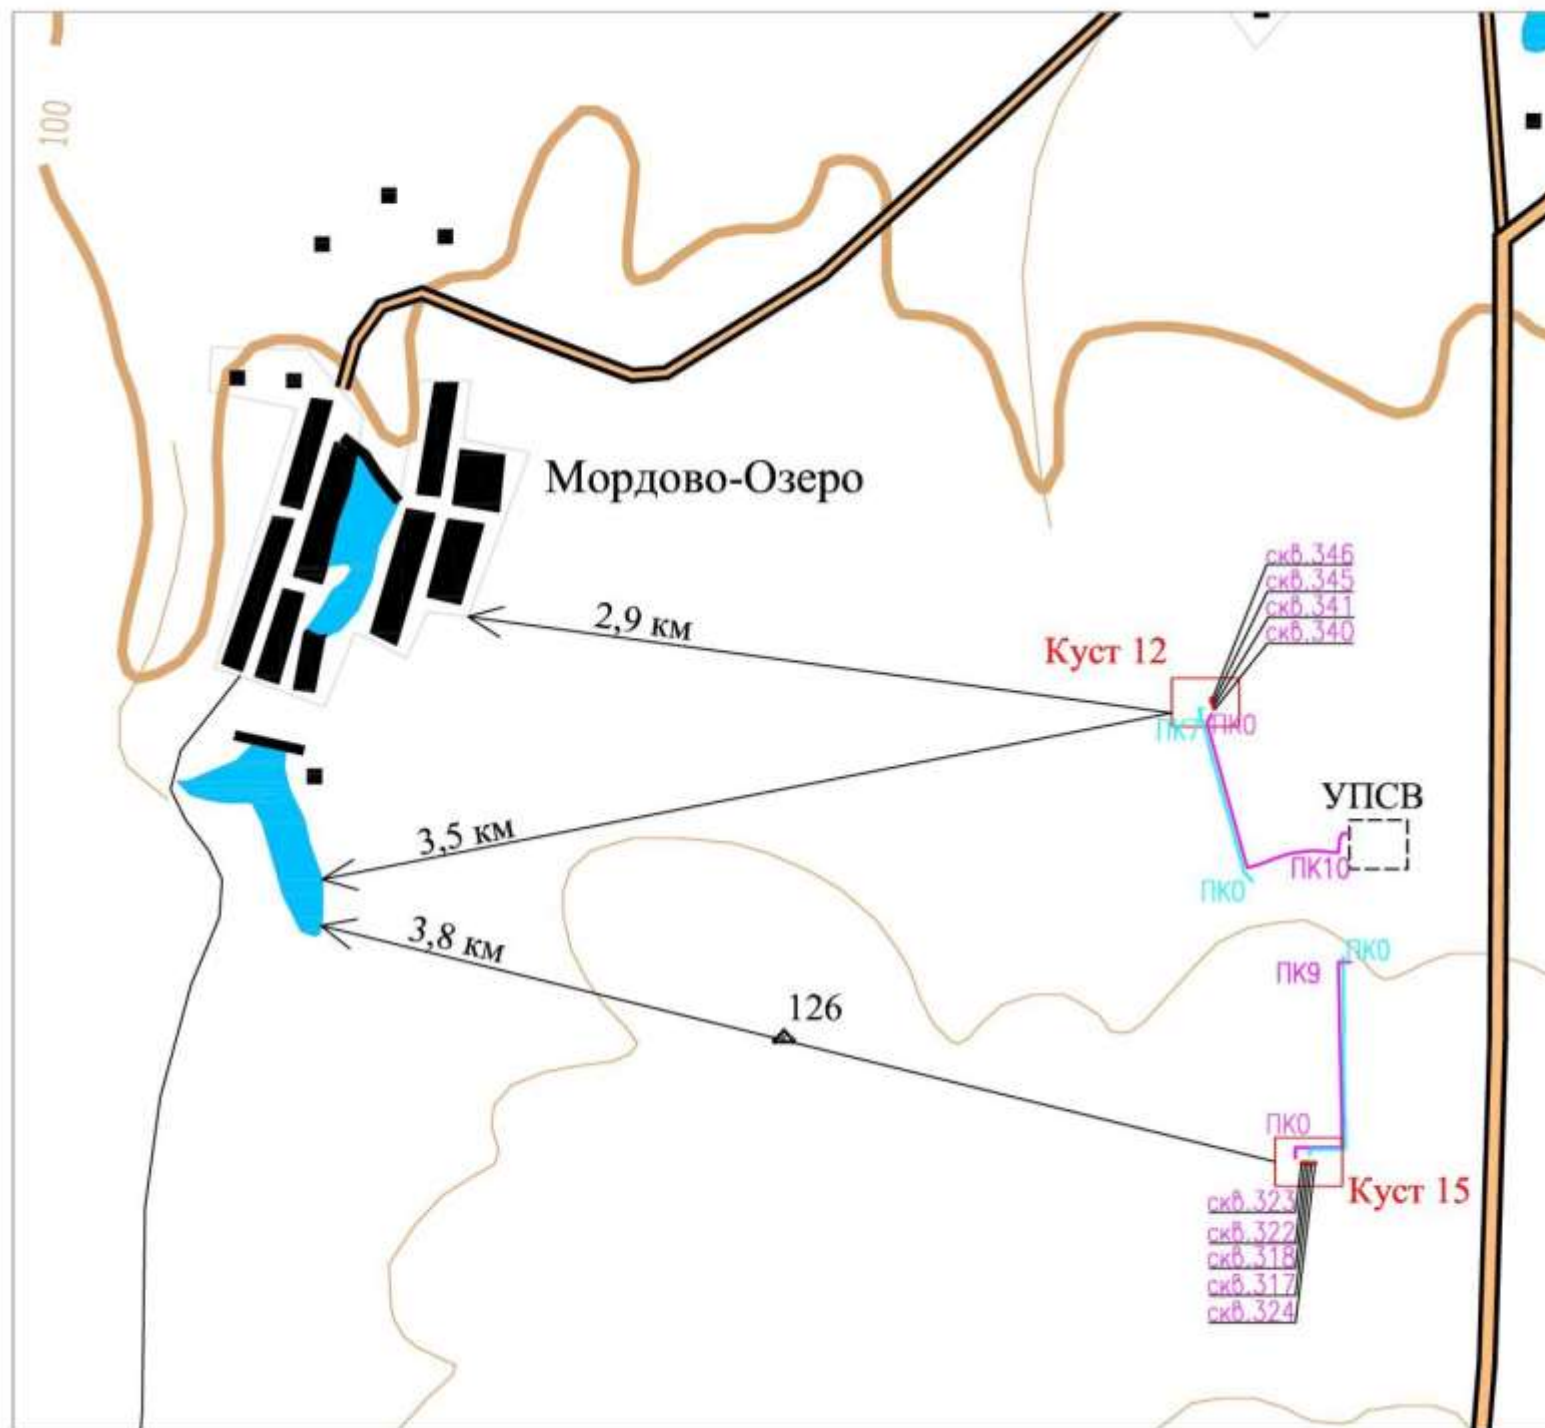 100
Мордово-Озеро
скв.346
скв.345
скв.341
скв.340
2,9 км
Куст 12
ПК7
ПК0
УПСВ
3,5 км
ПК10
ПК0
3,8 км
ПК0
ПК9
126
ПК0
Куст 15
скв.323
скв.322
скв.318
скв.317
скв.324